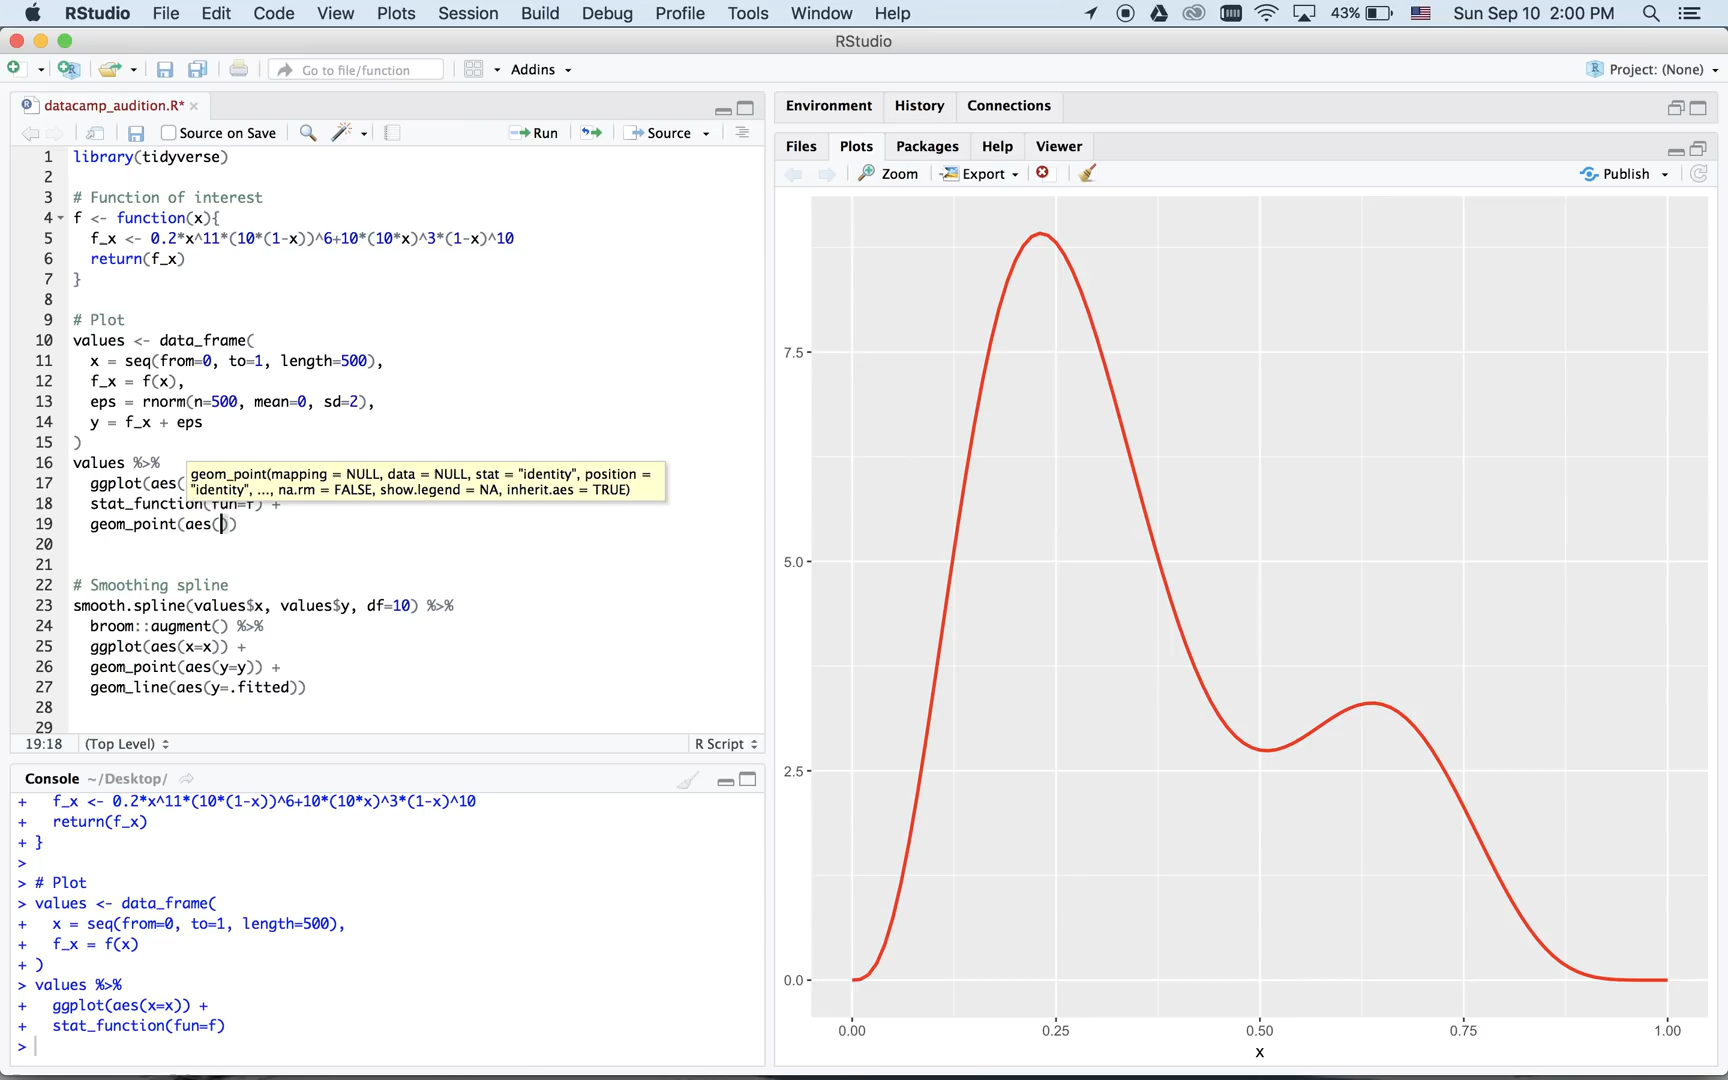 RStudio File Edit Code View Plots Session Build Debug Profile Tools Window Help 43% Sun Sep 10 2:00 PM
RStudio
Go to file/function Addins Project: (None)
datacamp_audition.R*
Source on Save Run Source
1 library(tidyverse)
2
3 # Function of interest
4 f <- function(x){
5 f_x <- 0.2*x^11*(10*(1-x))^6+10*(10*x)^3*(1-x)^10
6 return(f_x)
7 }
8
9 # Plot
10 values <- data_frame(
11 x = seq(from=0, to=1, length=500),
12 f_x = f(x),
13 eps = rnorm(n=500, mean=0, sd=2),
14 y = f_x + eps
15 )
16 values %>%
geom_point(mapping = NULL, data = NULL, stat = "identity", position =
"identity", ..., na.rm = FALSE, show.legend = NA, inherit.aes = TRUE)
17 ggplot(aes(
18 stat_function(fun=f) +
19 geom_point(aes())
20
21
22 # Smoothing spline
23 smooth.spline(values$x, values$y, df=10) %>%
24 broom::augment() %>%
25 ggplot(aes(x=x)) +
26 geom_point(aes(y=y)) +
27 geom_line(aes(y=.fitted))
28
29
19:18 (Top Level) R Script
Console ~/Desktop/
+ f_x <- 0.2*x^11*(10*(1-x))^6+10*(10*x)^3*(1-x)^10
+ return(f_x)
+ }
>
> # Plot
> values <- data_frame(
+ x = seq(from=0, to=1, length=500),
+ f_x = f(x)
+ )
> values %>%
+ ggplot(aes(x=x)) +
+ stat_function(fun=f)
>
Environment History Connections
Files Plots Packages Help Viewer
Zoom Export Publish
7.5
5.0
2.5
0.0
0.00 0.25 0.50 0.75 1.00
x